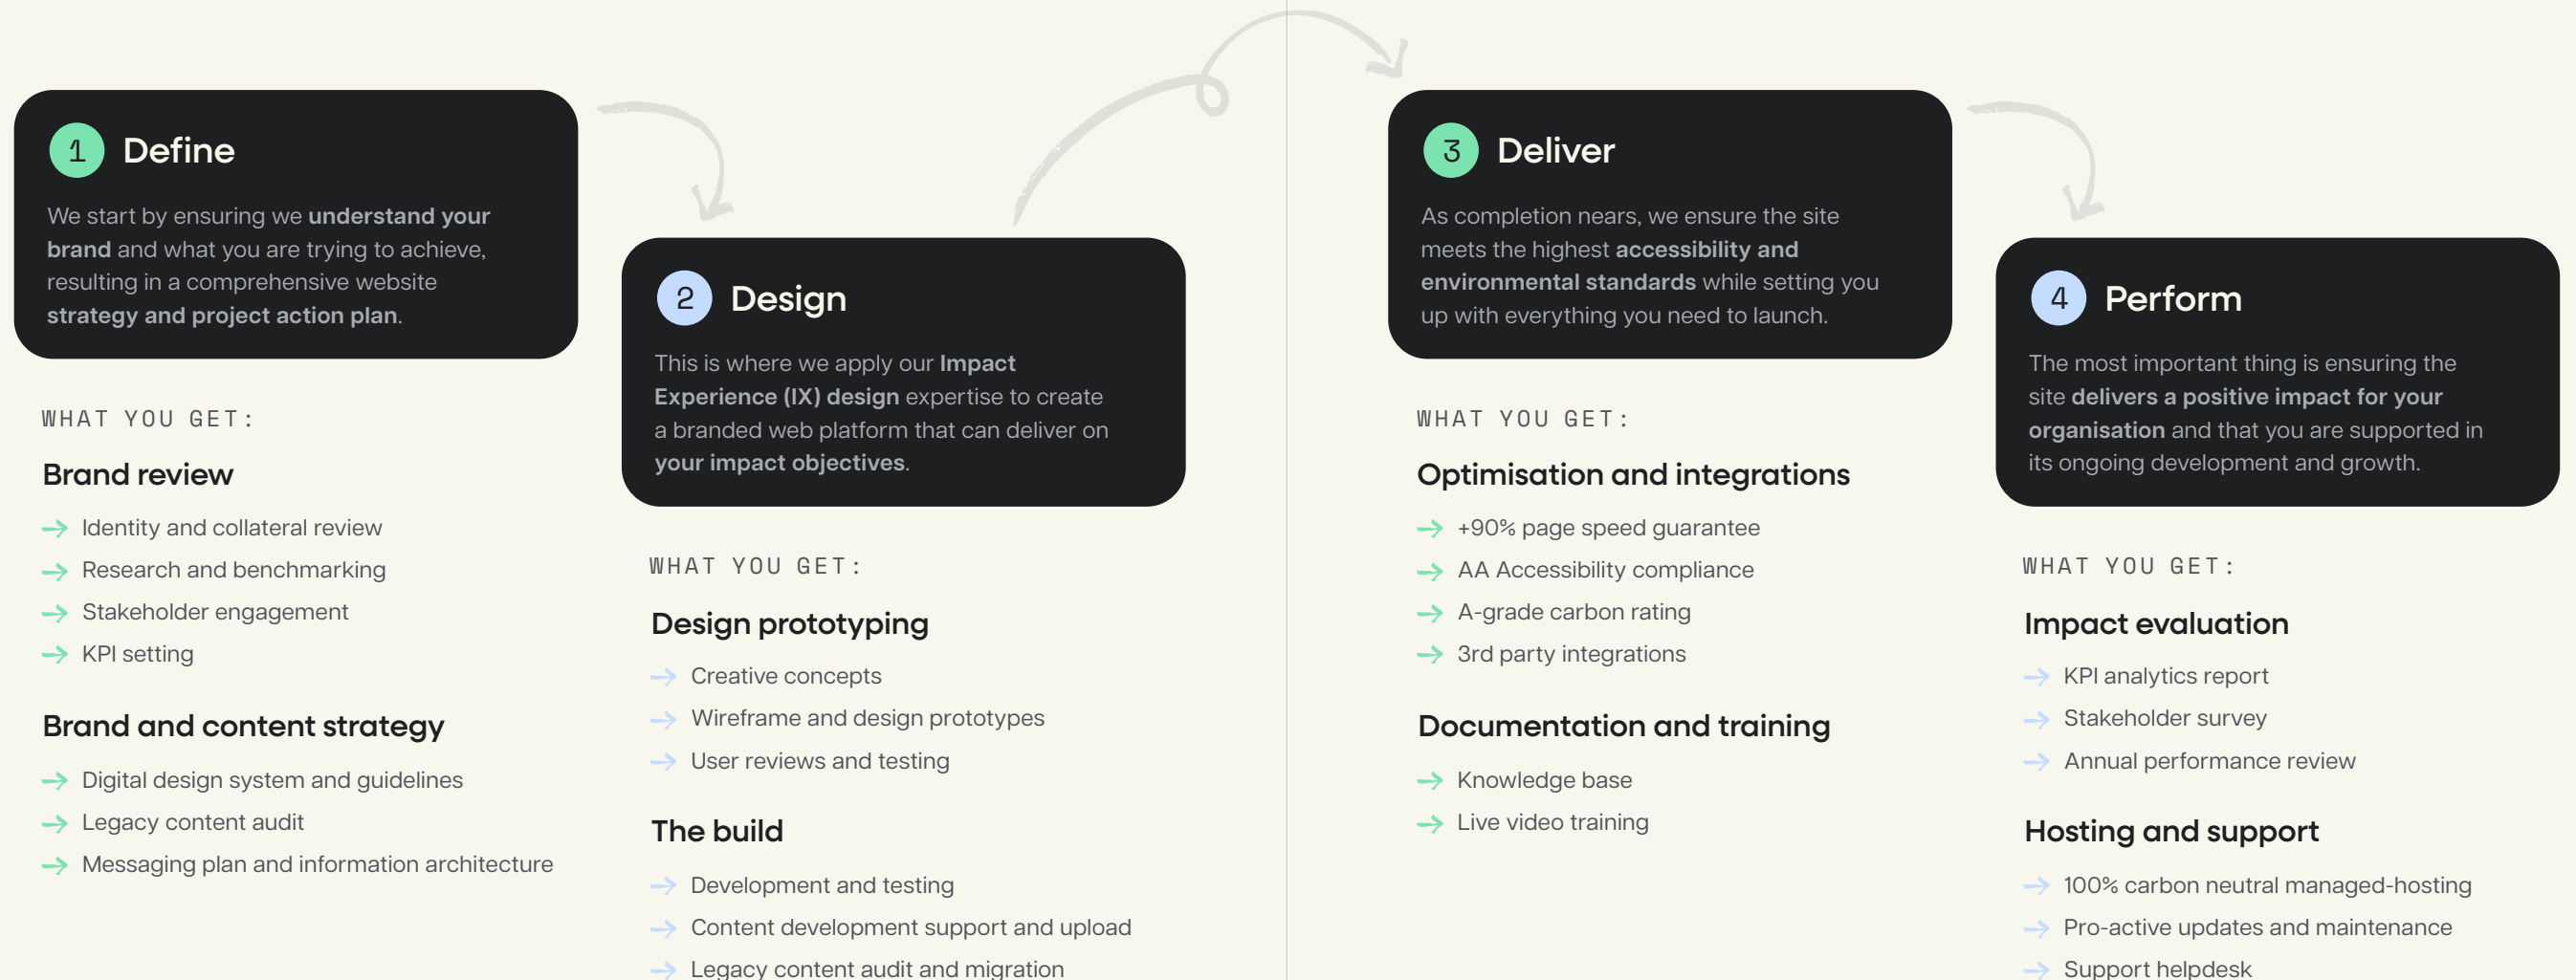 1 Define
We start by ensuring we understand your
brand and what you are trying to achieve,
resulting in a comprehensive website
strategy and project action plan.
WHAT YOU GET:
Brand review
Identity and collateral review
Research and benchmarking
Stakeholder engagement
KPI setting
Brand and content strategy
Digital design system and guidelines
Legacy content audit
Messaging plan and information architecture
2 Design
This is where we apply our Impact
Experience (IX) design expertise to create
a branded web platform that can deliver on
your impact objectives.
WHAT YOU GET:
Design prototyping
Creative concepts
Wireframe and design prototypes
User reviews and testing
The build
Development and testing
Content development support and upload
Legacy content audit and migration
3 Deliver
As completion nears, we ensure the site
meets the highest accessibility and
environmental standards while setting you
up with everything you need to launch.
WHAT YOU GET:
Optimisation and integrations
+90% page speed guarantee
AA Accessibility compliance
A-grade carbon rating
3rd party integrations
Documentation and training
Knowledge base
Live video training
4 Perform
The most important thing is ensuring the
site delivers a positive impact for your
organisation and that you are supported in
its ongoing development and growth.
WHAT YOU GET:
Impact evaluation
KPI analytics report
Stakeholder survey
Annual performance review
Hosting and support
100% carbon neutral managed-hosting
Pro-active updates and maintenance
Support helpdesk